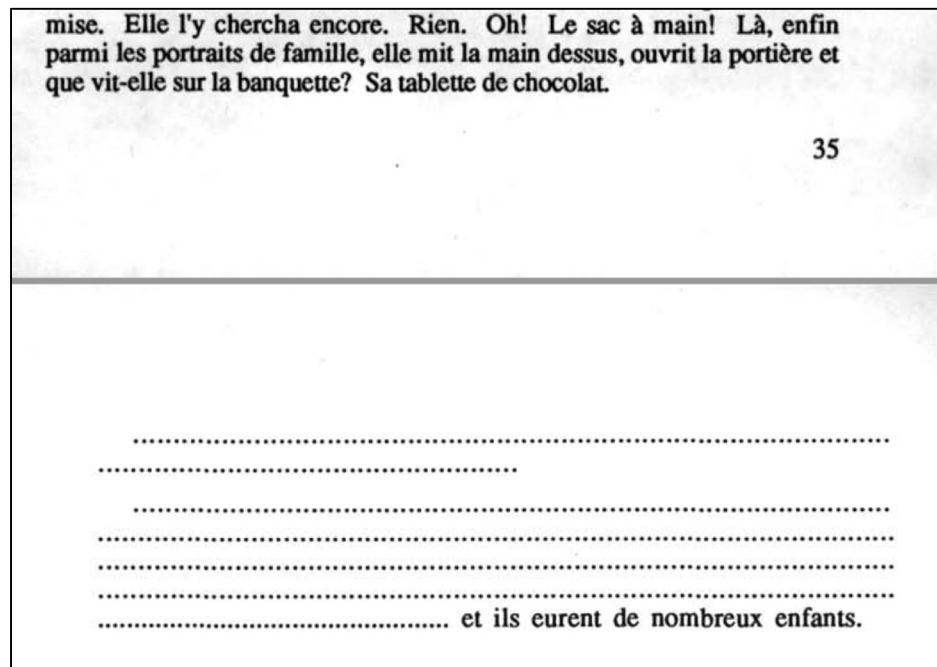 mise. Elle l'y chercha encore. Rien. Oh! Le sac à main! Là, enfin
parmi les portraits de famille, elle mit la main dessus, ouvrit la portière et
que vit-elle sur la banquette? Sa tablette de chocolat.
35
..............................................................................................
....................................................
..............................................................................................
...................................................................................................
...................................................................................................
...................................................................................................
............................................ et ils eurent de nombreux enfants.